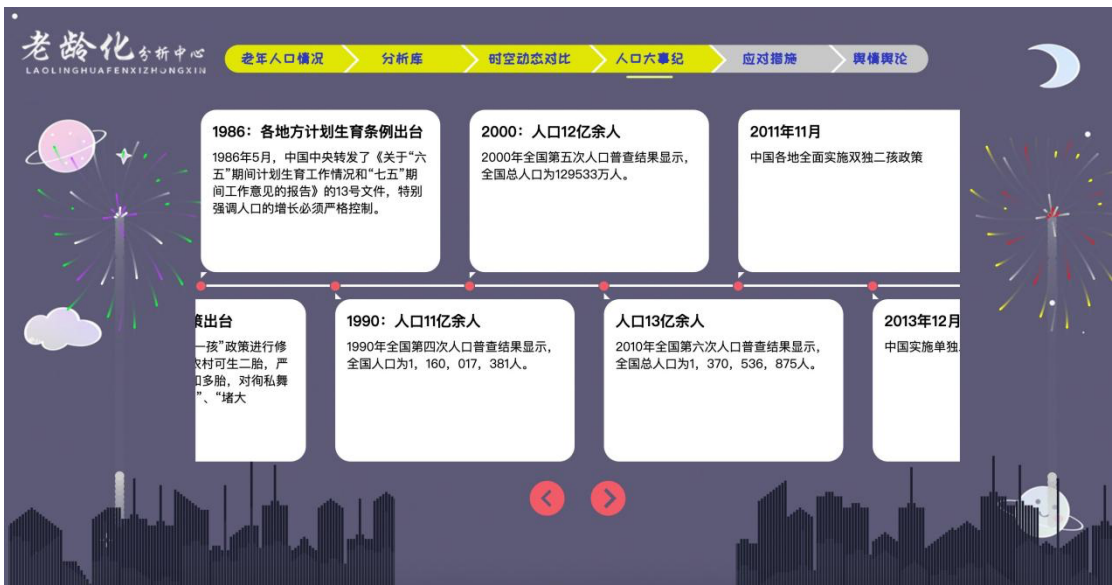 老龄化分析中心
LAOLINGHUAFENXIZHONGXIN
老年人口情况
分析库
时空动态对比
人口大事纪
应对措施
舆情舆论
1986：各地方计划生育条例出台
1986年5月，中国中央转发了《关于“六
五”期间计划生育工作情况和“七五”期
间工作意见的报告》的13号文件，特别
强调人口的增长必须严格控制。
2000：人口12亿余人
2000年全国第五次人口普查结果显示，
全国总人口为129533万人。
2011年11月
中国各地全面实施双独二孩政策
策出台
一孩”政策进行修
农村可生二胎，严
和多胎，对徇私舞
”、“堵大
1990：人口11亿余人
1990年全国第四次人口普查结果显示，
全国人口为1，160，017，381人。
人口13亿余人
2010年全国第六次人口普查结果显示，
全国总人口为1，370，536，875人。
2013年12月
中国实施单独